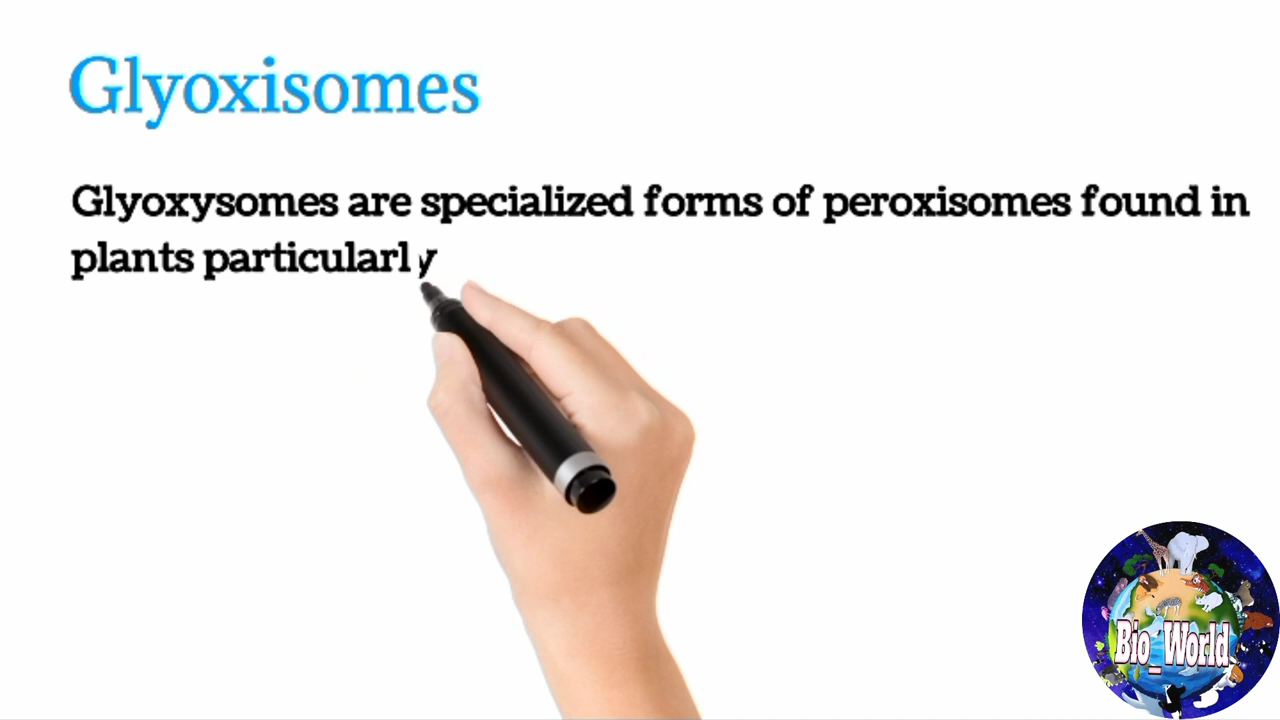 Glyoxisomes
Glyoxysomes are specialized forms of peroxisomes found in
plants particularly
Bio_World